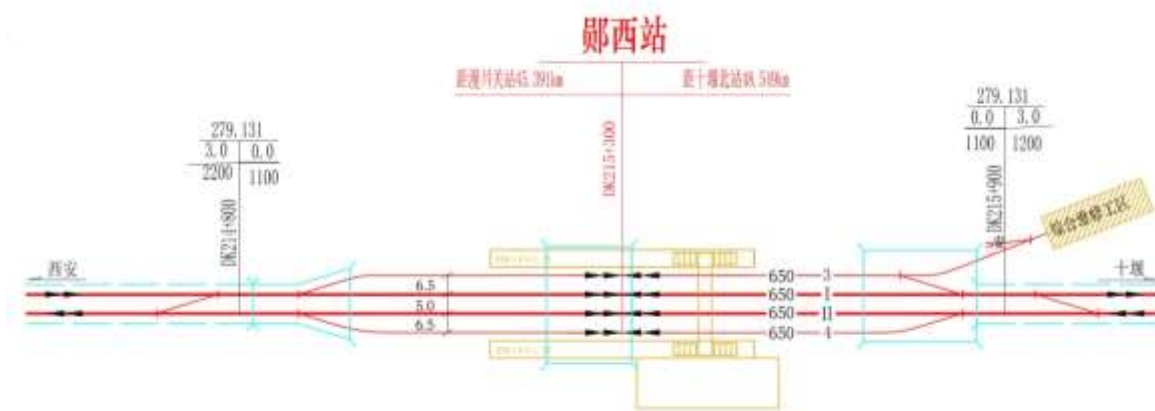 郧西站
距漫川关站45.391km
距十堰北站48.519km
DK215+300
279.131
3.0 0.0
2200 1100
DK214+800
279.131
0.0 3.0
1100 1200
DK215+900
综合维修工区
西安
十堰
6.5
5.0
6.5
650 3
650 I
650 II
650 4